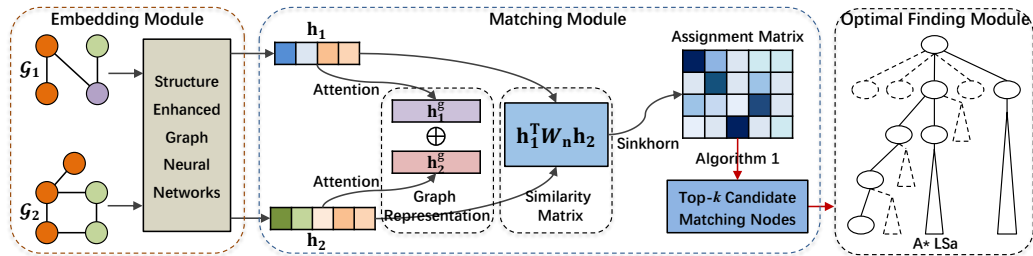 Embedding Module
Matching Module
Optimal Finding Module
𝒢₁
𝒢₂
Structure
Enhanced
Graph
Neural
Networks
h₁
Attention
h₁ᵍ
⊕
h₂ᵍ
Attention
Graph
Representation
h₂
h₁ᵀWₙh₂
Similarity
Matrix
Sinkhorn
Assignment Matrix
Algorithm 1
Top-k Candidate
Matching Nodes
A* LSa